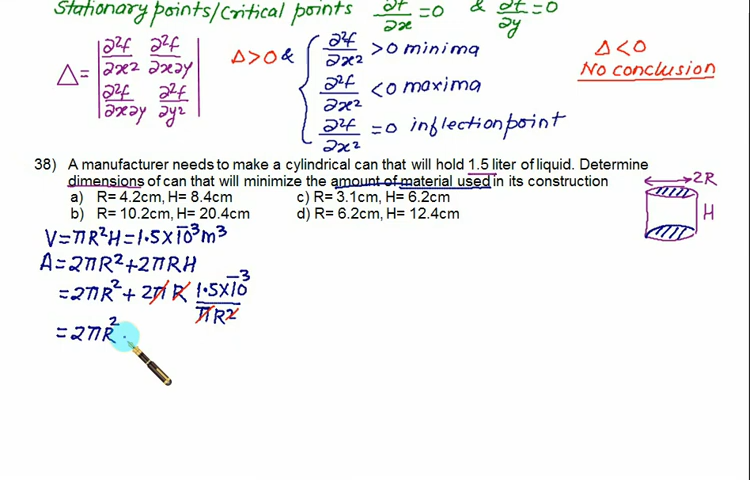 Stationary points/Critical points ∂f/∂x=0 & ∂f/∂y=0
Δ= | ∂²f/∂x² ∂²f/∂x∂y |
| ∂²f/∂x∂y ∂²f/∂y² |
Δ>0 & { ∂²f/∂x² >0 minima
∂²f/∂x² <0 maxima
∂²f/∂x² =0 inflection point
Δ<0
No conclusion
38) A manufacturer needs to make a cylindrical can that will hold 1.5 liter of liquid. Determine
dimensions of can that will minimize the amount of material used in its construction
a) R= 4.2cm, H= 8.4cm c) R= 3.1cm, H= 6.2cm
b) R= 10.2cm, H= 20.4cm d) R= 6.2cm, H= 12.4cm
2R
H
V=πR²H=1.5×10⁻³m³
A=2πR²+2πRH
=2πR²+2πR 1.5×10⁻³/πR²
=2πR²